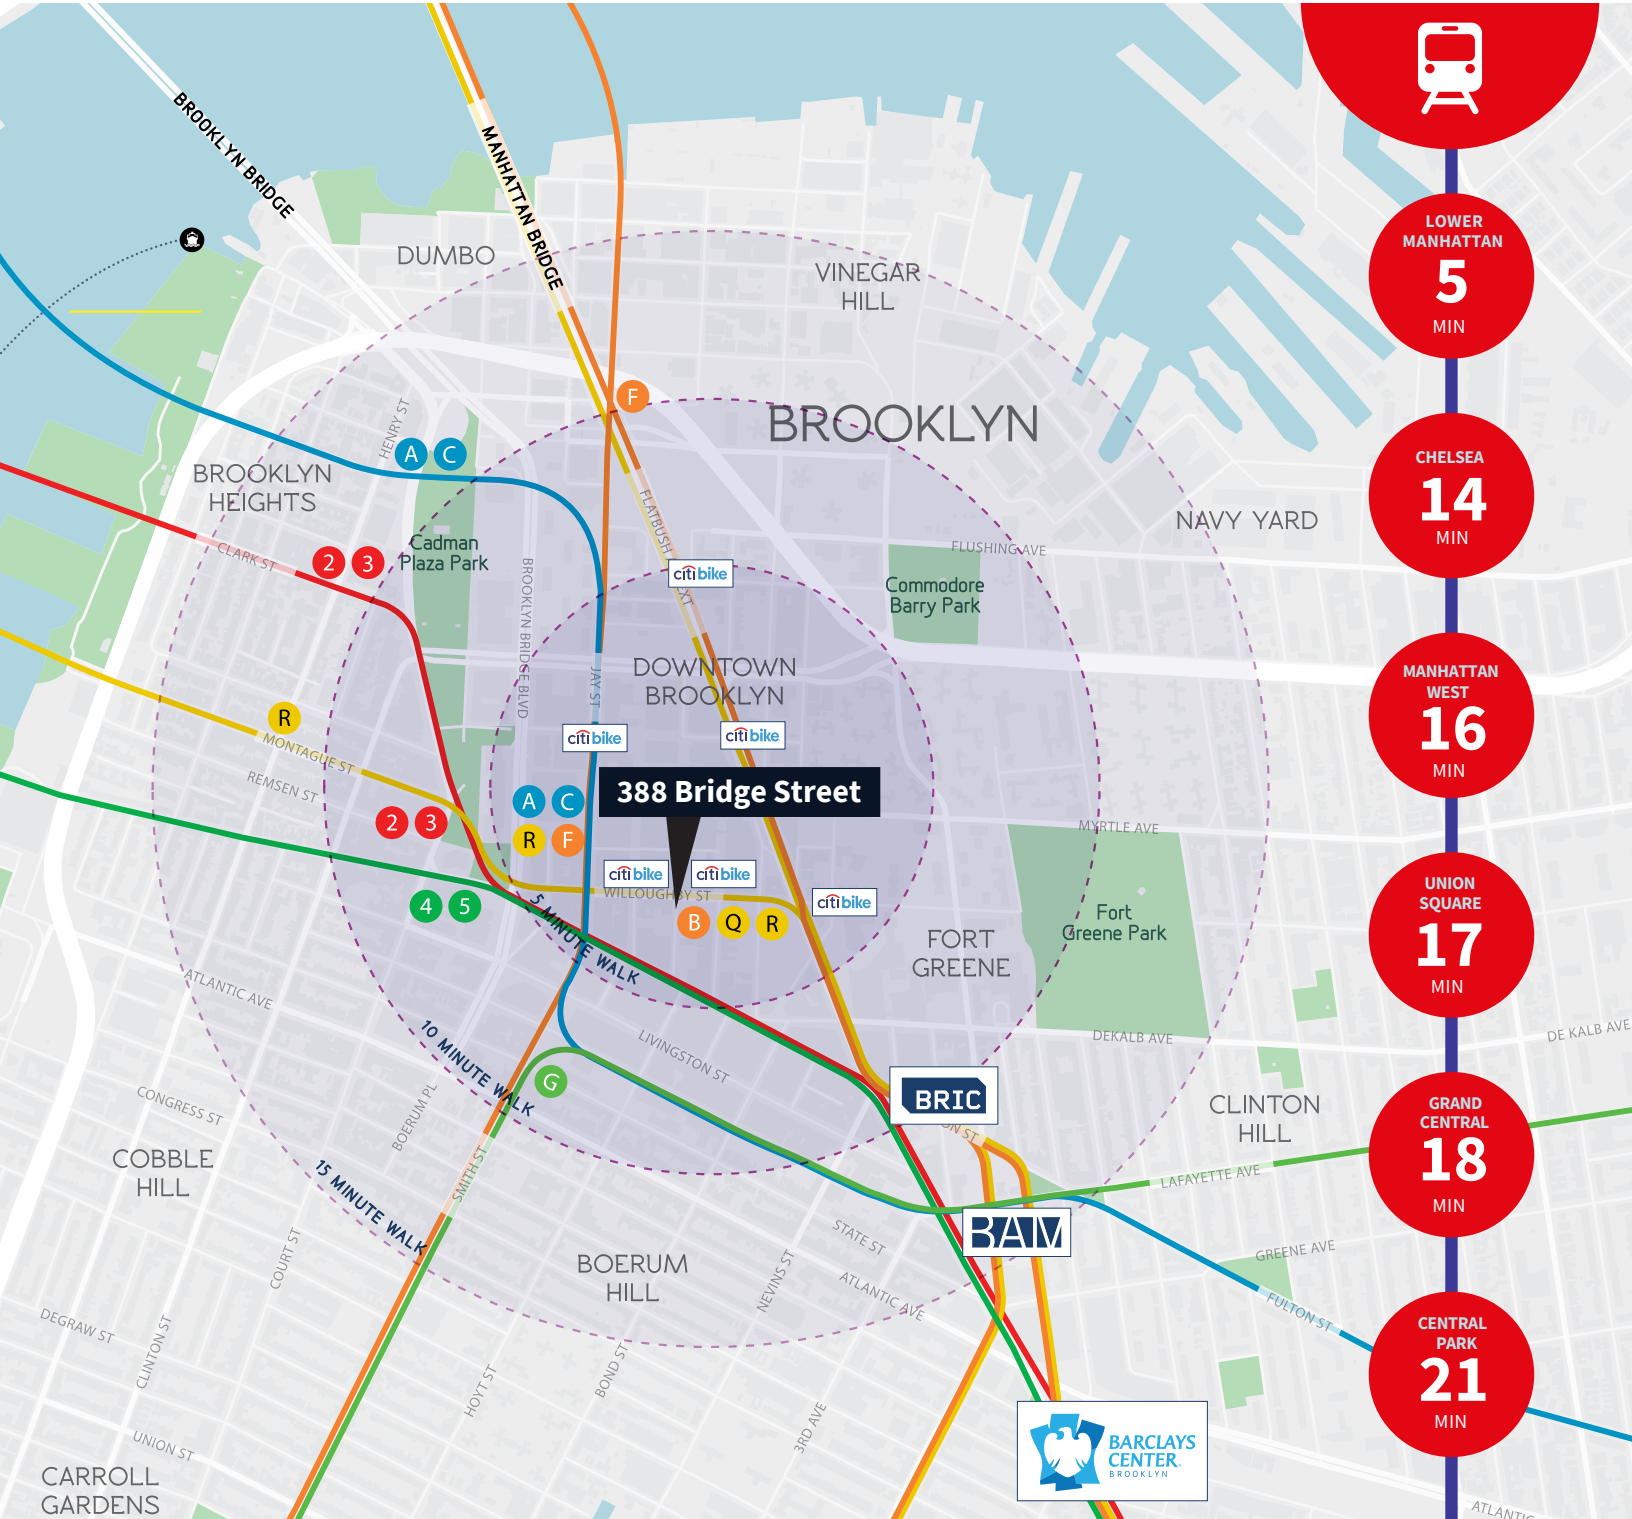 BROOKLYN BRIDGE
MANHATTAN BRIDGE
DUMBO
VINEGAR
HILL
F
BROOKLYN
HENRY ST
A C
BROOKLYN
HEIGHTS
NAVY YARD
FLATBUSH
EXT
FLUSHING AVE
CLARK ST
2 3
Cadman
Plaza Park
citibike
Commodore
Barry Park
BROOKLYN BRIDGE BLVD
JAY ST
DOWNTOWN
BROOKLYN
R
MONTAGUE ST
REMSEN ST
citibike
citibike
388 Bridge Street
A C
R F
2 3
MYRTLE AVE
citibike
citibike
WILLOUGHBY ST
citibike
4 5
B Q R
5 MINUTE WALK
Fort
Greene Park
FORT
GREENE
ATLANTIC AVE
10 MINUTE WALK
LIVINGSTON ST
DEKALB AVE
DE KALB AVE
G
BRIC
ON ST
CONGRESS ST
BOERUM PL
CLINTON
HILL
COBBLE
HILL
15 MINUTE WALK
SMITH ST
LAFAYETTE AVE
BAM
STATE ST
GREENE AVE
COURT ST
BOERUM
HILL
NEVINS ST
ATLANTIC AVE
FULTON ST
DEGRAW ST
CLINTON ST
HOYT ST
BOND ST
3RD AVE
UNION ST
BARCLAYS
CENTER
BROOKLYN
CARROLL
GARDENS
ATLANTIC
LOWER
MANHATTAN
5
MIN
CHELSEA
14
MIN
MANHATTAN
WEST
16
MIN
UNION
SQUARE
17
MIN
GRAND
CENTRAL
18
MIN
CENTRAL
PARK
21
MIN